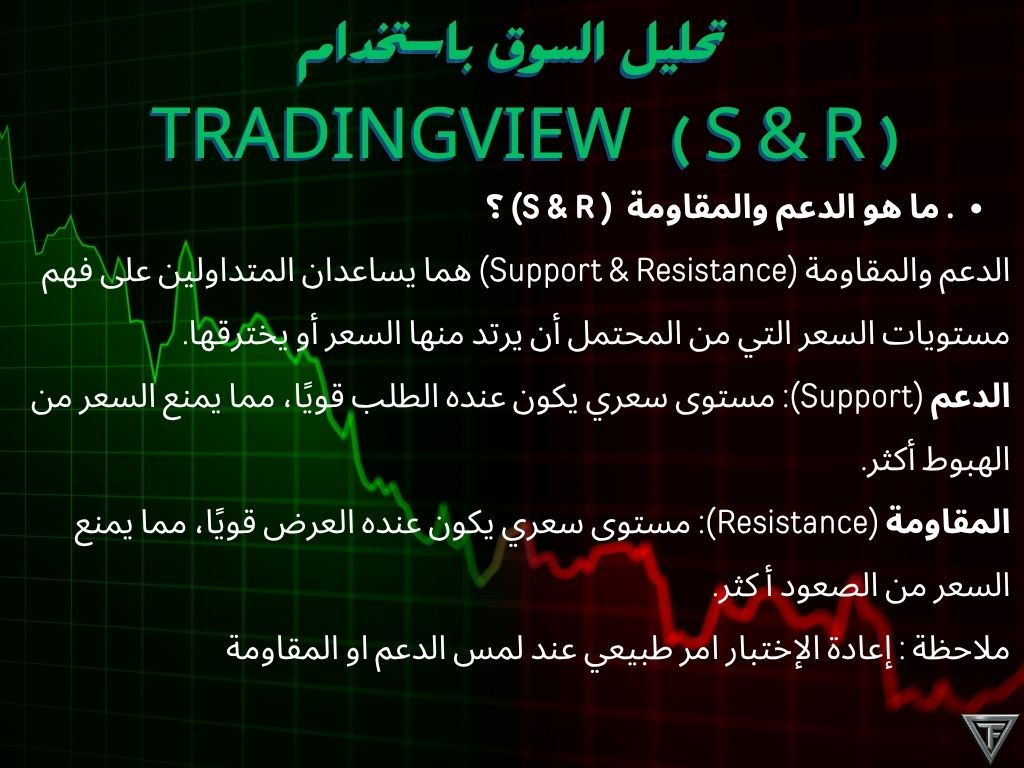 تحليل السوق باستخدام
TRADINGVIEW (S & R)
• . ما هو الدعم والمقاومة (S & R) ؟
الدعم والمقاومة (Support & Resistance) هما يساعدان المتداولين على فهم
مستويات السعر التي من المحتمل أن يرتد منها السعر أو يخترقها.
الدعم (Support): مستوى سعري يكون عنده الطلب قويًا، مما يمنع السعر من
الهبوط أكثر.
المقاومة (Resistance): مستوى سعري يكون عنده العرض قويًا، مما يمنع
السعر من الصعود أكثر.
ملاحظة : إعادة الإختبار امر طبيعي عند لمس الدعم او المقاومة